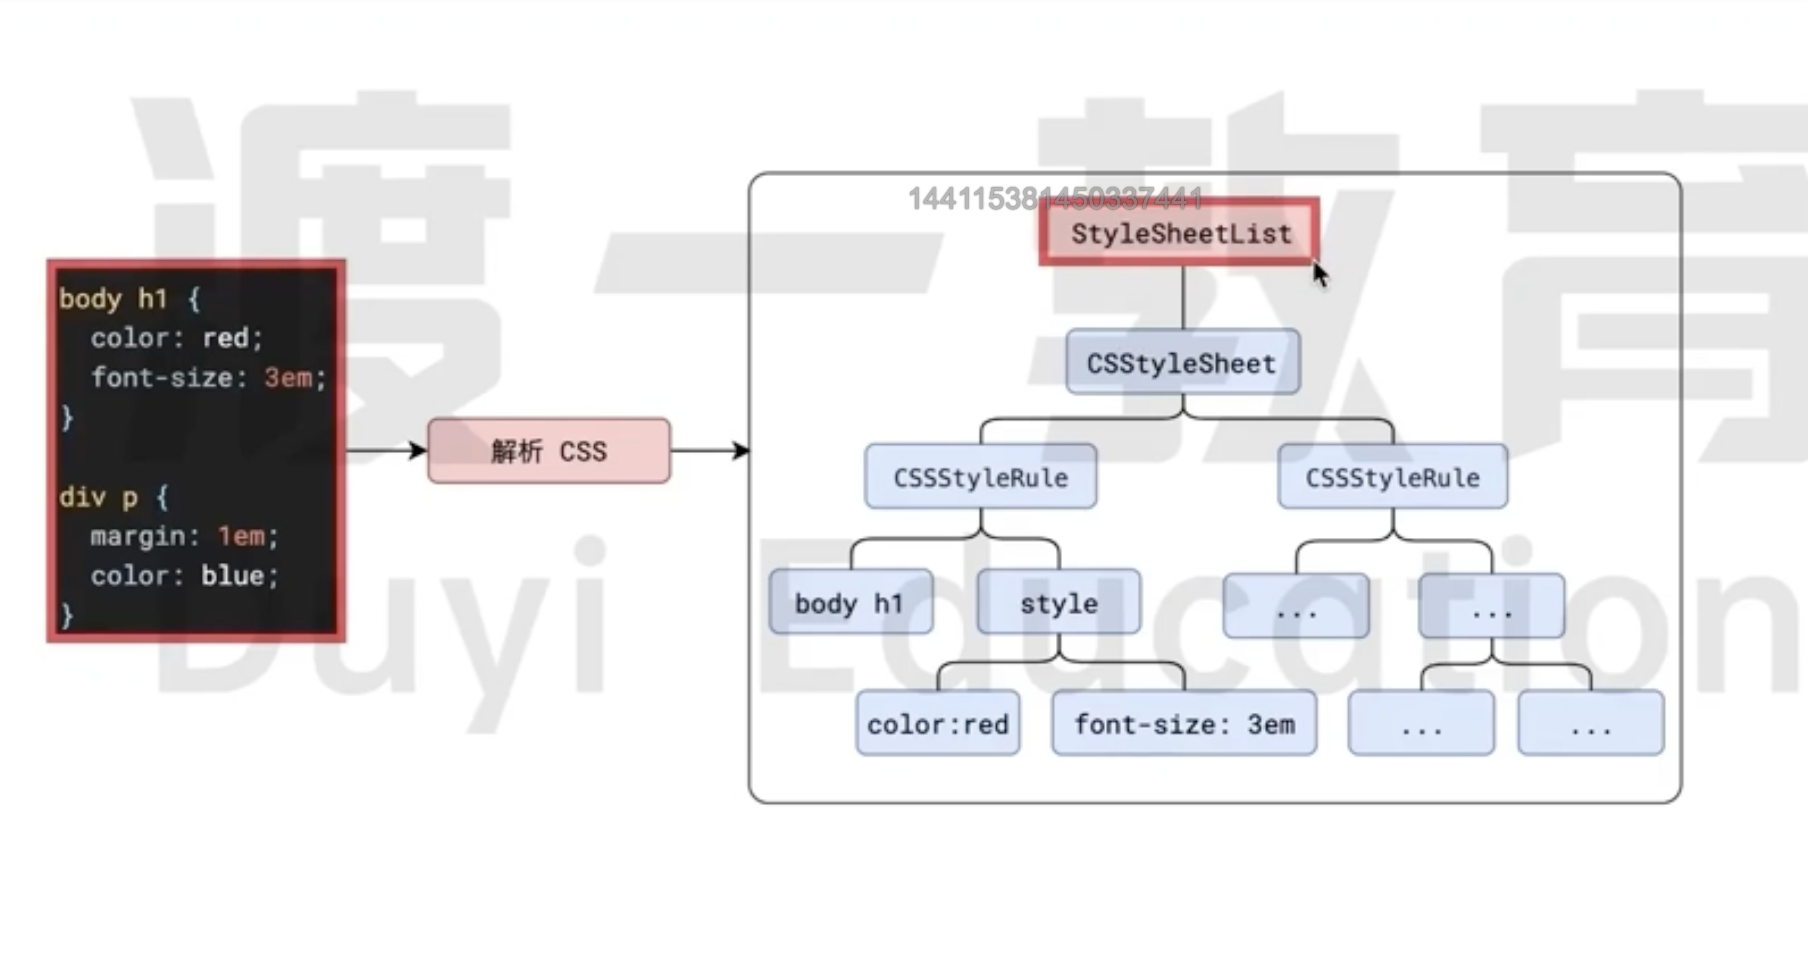 渡一教育
144115381450337441
StyleSheetList
body h1 {
color: red;
font-size: 3em;
}
div p {
margin: 1em;
color: blue;
}
解析 CSS
CSStyleSheet
CSSStyleRule
CSSStyleRule
body h1
style
...
...
color:red
font-size: 3em
...
...
Duyi Education